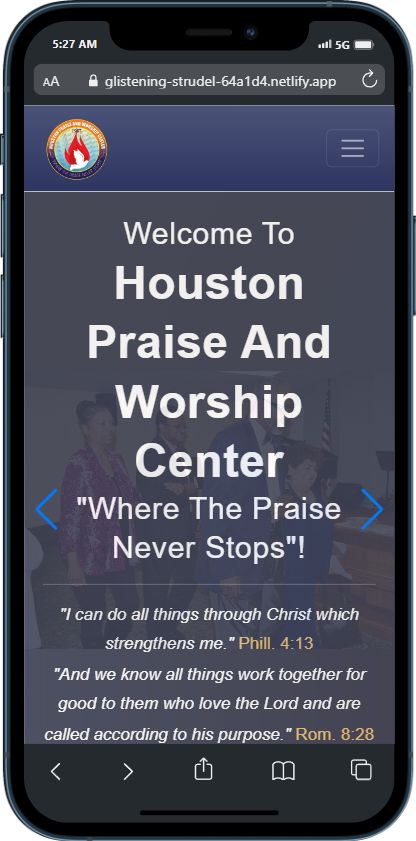 5:27 AM
5G
AA
glistening-strudel-64a1d4.netlify.app
Welcome To
Houston
Praise And
Worship
Center
"Where The Praise
Never Stops"!
"I can do all things through Christ which
strengthens me." Phill. 4:13
"And we know all things work together for
good to them who love the Lord and are
called according to his purpose." Rom. 8:28